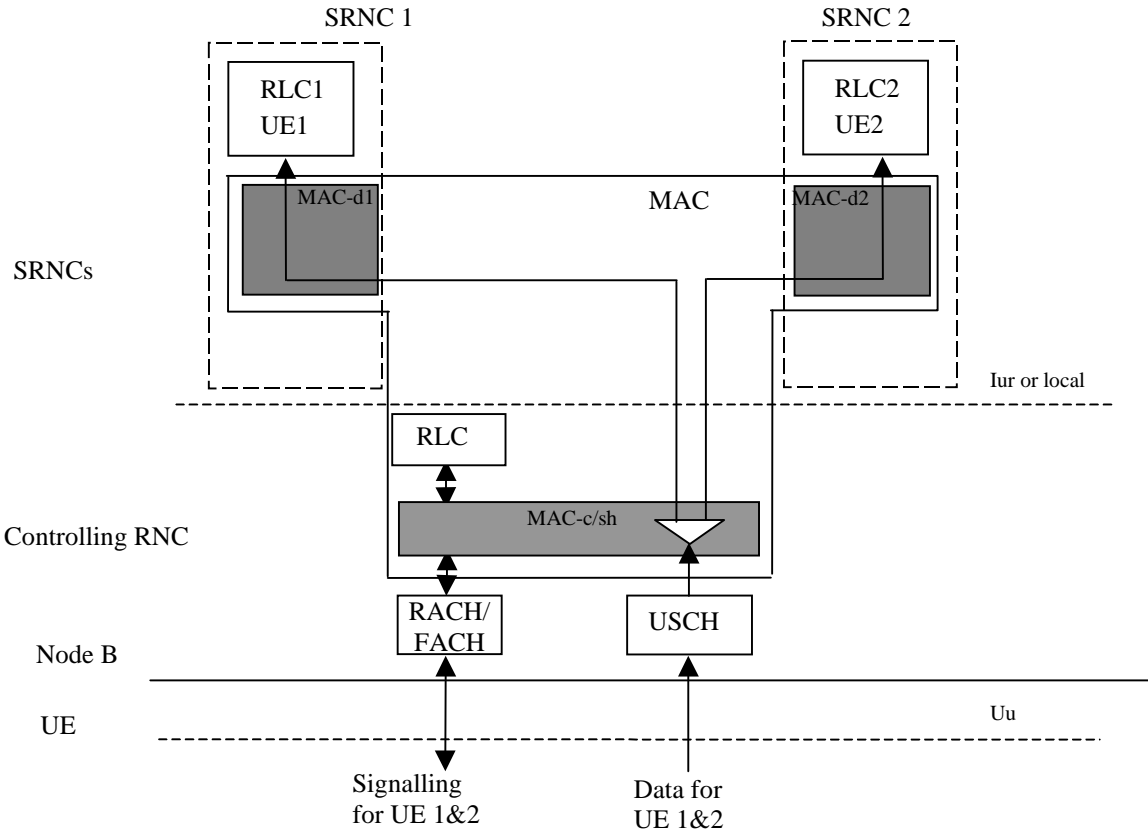 SRNC 1
SRNC 2
RLC1
UE1
RLC2
UE2
MAC-d1
MAC
MAC-d2
SRNCs
Iur or local
RLC
MAC-c/sh
Controlling RNC
RACH/
FACH
USCH
Node B
UE
Uu
Signalling
for UE 1&2
Data for
UE 1&2